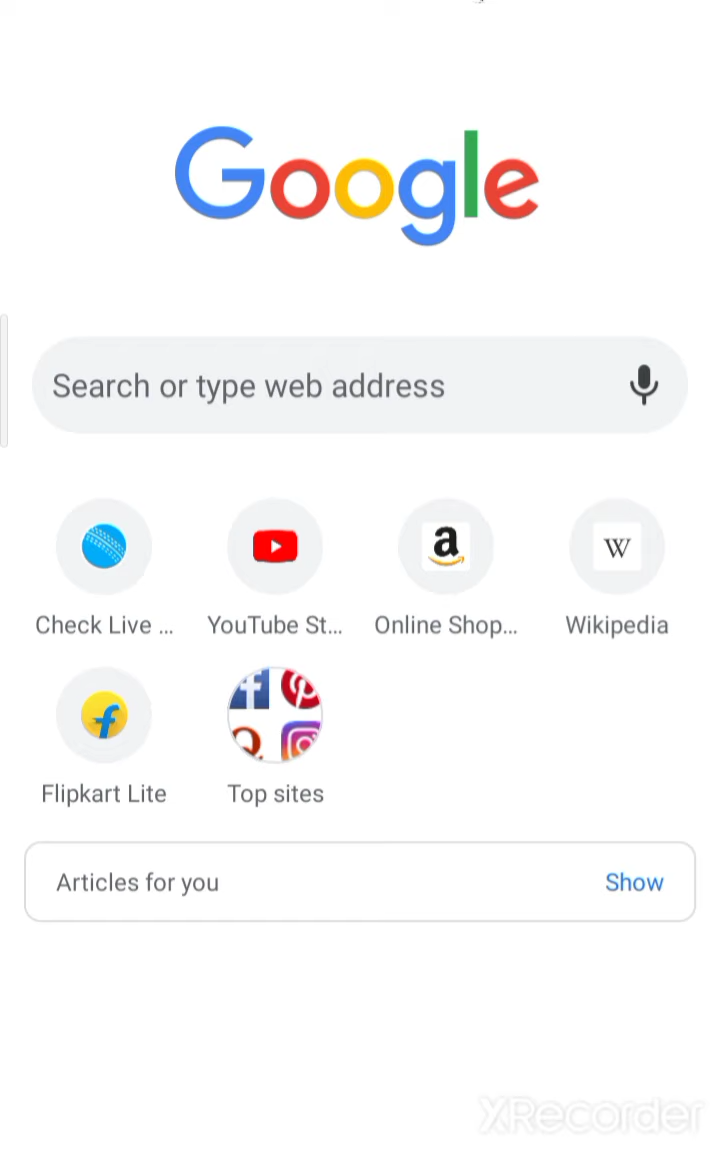 Google
Search or type web address
a
W
Check Live ...
YouTube St...
Online Shop...
Wikipedia
f
Flipkart Lite
Top sites
Articles for you
Show
XRecorder